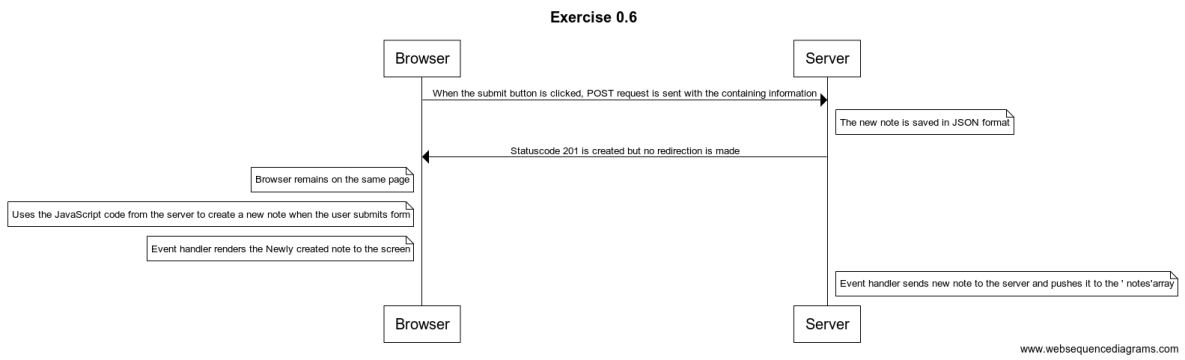 Exercise 0.6
Browser
Server
When the submit button is clicked, POST request is sent with the containing information
The new note is saved in JSON format
Statuscode 201 is created but no redirection is made
Browser remains on the same page
Uses the JavaScript code from the server to create a new note when the user submits form
Event handler renders the Newly created note to the screen
Event handler sends new note to the server and pushes it to the ' notes'array
Browser
Server
www.websequencediagrams.com